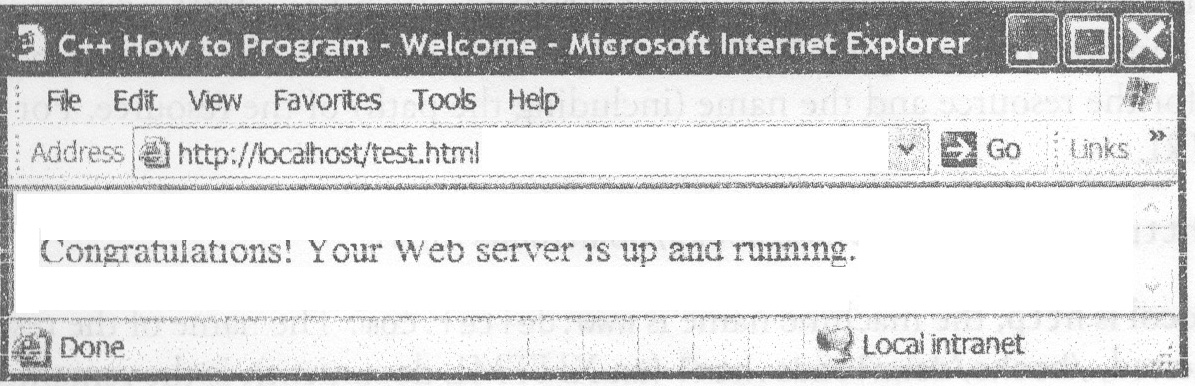 C++ How to Program - Welcome - Microsoft Internet Explorer
File Edit View Favorites Tools Help
Address http://localhost/test.html Go Links »
Congratulations! Your Web server is up and running.
Done Local intranet